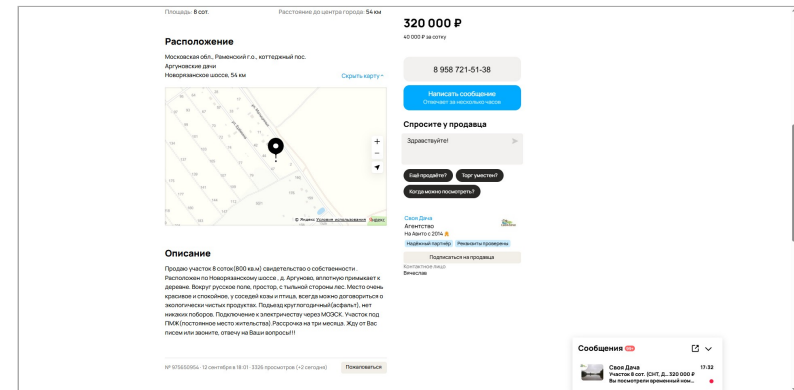 Площадь: 8 сот.
Расстояние до центра города: 54 км
Расположение
Московская обл., Раменский г.о., коттеджный пос.
Аргуновские дачи
Новорязанское шоссе, 54 км
Скрыть карту
© Яндекс Условия использования Яндекс
Описание
Продаю участок 8 соток(800 кв.м) свидетельство о собственности.
Расположен по Новорязанскому шоссе , д. Аргуново, вплотную примыкает к
деревне. Вокруг русское поле, простор, с тыльной стороны лес. Место очень
красивое и спокойное, у соседей козы и птица, всегда можно договориться о
экологически чистых продуктах. Подъезд круглогодичный(асфальт), нет
никаких поборов. Подключение к электричеству через МОЭСК. Участок под
ПМЖ(постоянное место жительства).Рассрочка на три месяца. Жду от Вас
писем или звоните, отвечу на Ваши вопросы!!!
№ 975650954 · 12 сентября в 18:01 · 3326 просмотров (+2 сегодня)
Пожаловаться
320 000 ₽
40 000 ₽ за сотку
8 958 721-51-38
Написать сообщение
Отвечает за несколько часов
Спросите у продавца
Здравствуйте!
Ещё продаёте?
Торг уместен?
Когда можно посмотреть?
Своя Дача
Агентство
На Авито с 2014
Надёжный партнёр
Реквизиты проверены
Подписаться на продавца
Контактное лицо
Вячеслав
Сообщения
Своя Дача
17:32
Участок 8 сот. (СНТ, Д... 320 000 ₽
Вы посмотрели временный ном...